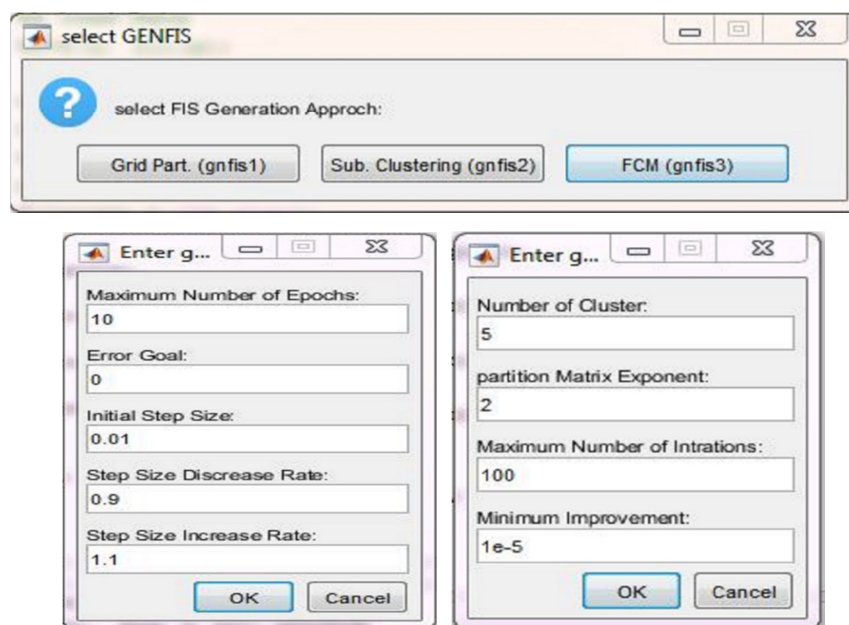 select GENFIS
select FIS Generation Approch:
Grid Part. (gnfis1)
Sub. Clustering (gnfis2)
FCM (gnfis3)
Enter g...
Maximum Number of Epochs:
10
Error Goal:
0
Initial Step Size:
0.01
Step Size Discrease Rate:
0.9
Step Size Increase Rate:
1.1
OK
Cancel
Enter g...
Number of Cluster:
5
partition Matrix Exponent:
2
Maximum Number of Intrations:
100
Minimum Improvement:
1e-5
OK
Cancel